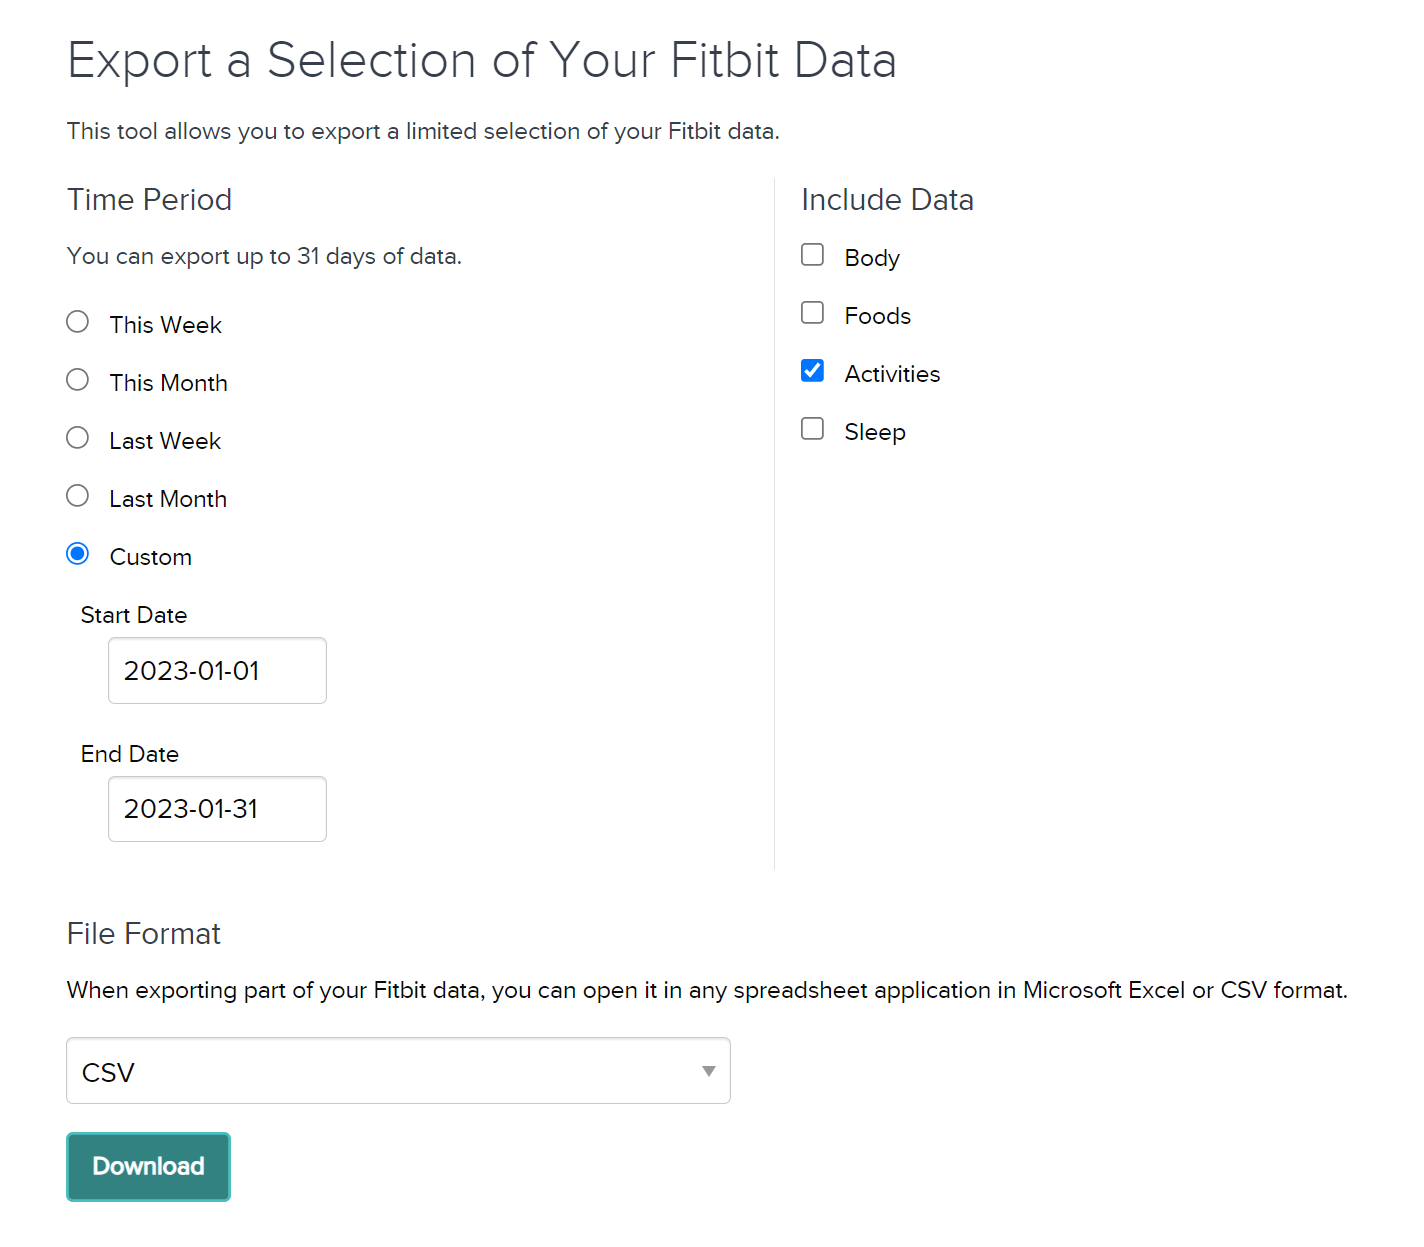 Export a Selection of Your Fitbit Data
This tool allows you to export a limited selection of your Fitbit data.
Time Period
You can export up to 31 days of data.
This Week
This Month
Last Week
Last Month
Custom
Start Date
2023-01-01
End Date
2023-01-31
Include Data
Body
Foods
Activities
Sleep
File Format
When exporting part of your Fitbit data, you can open it in any spreadsheet application in Microsoft Excel or CSV format.
CSV
Download